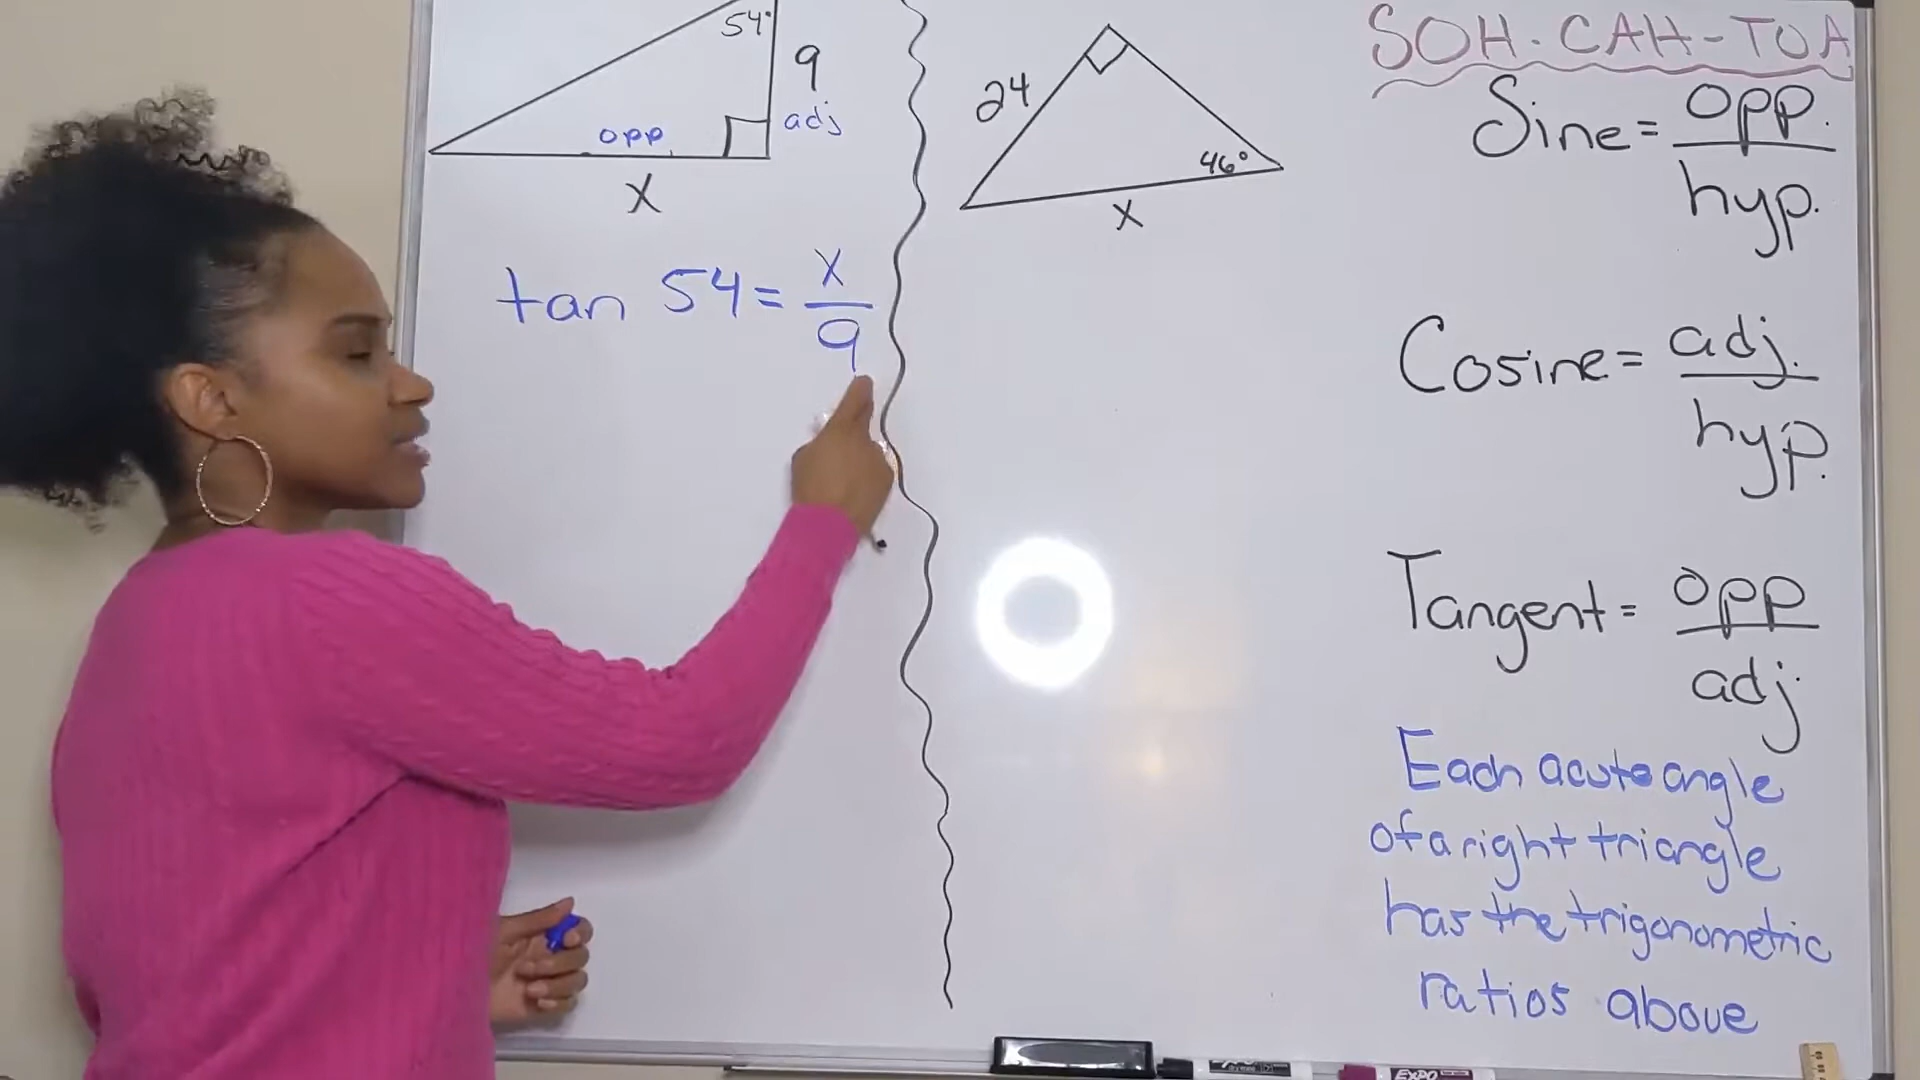 54°
9
adj
opp
X
tan 54 = X/9
24
46°
X
SOH-CAH-TOA
Sine = opp./hyp.
Cosine = adj./hyp.
Tangent = opp/adj
Each acute angle
of a right triangle
has the trigonometric
ratios above
EXPO